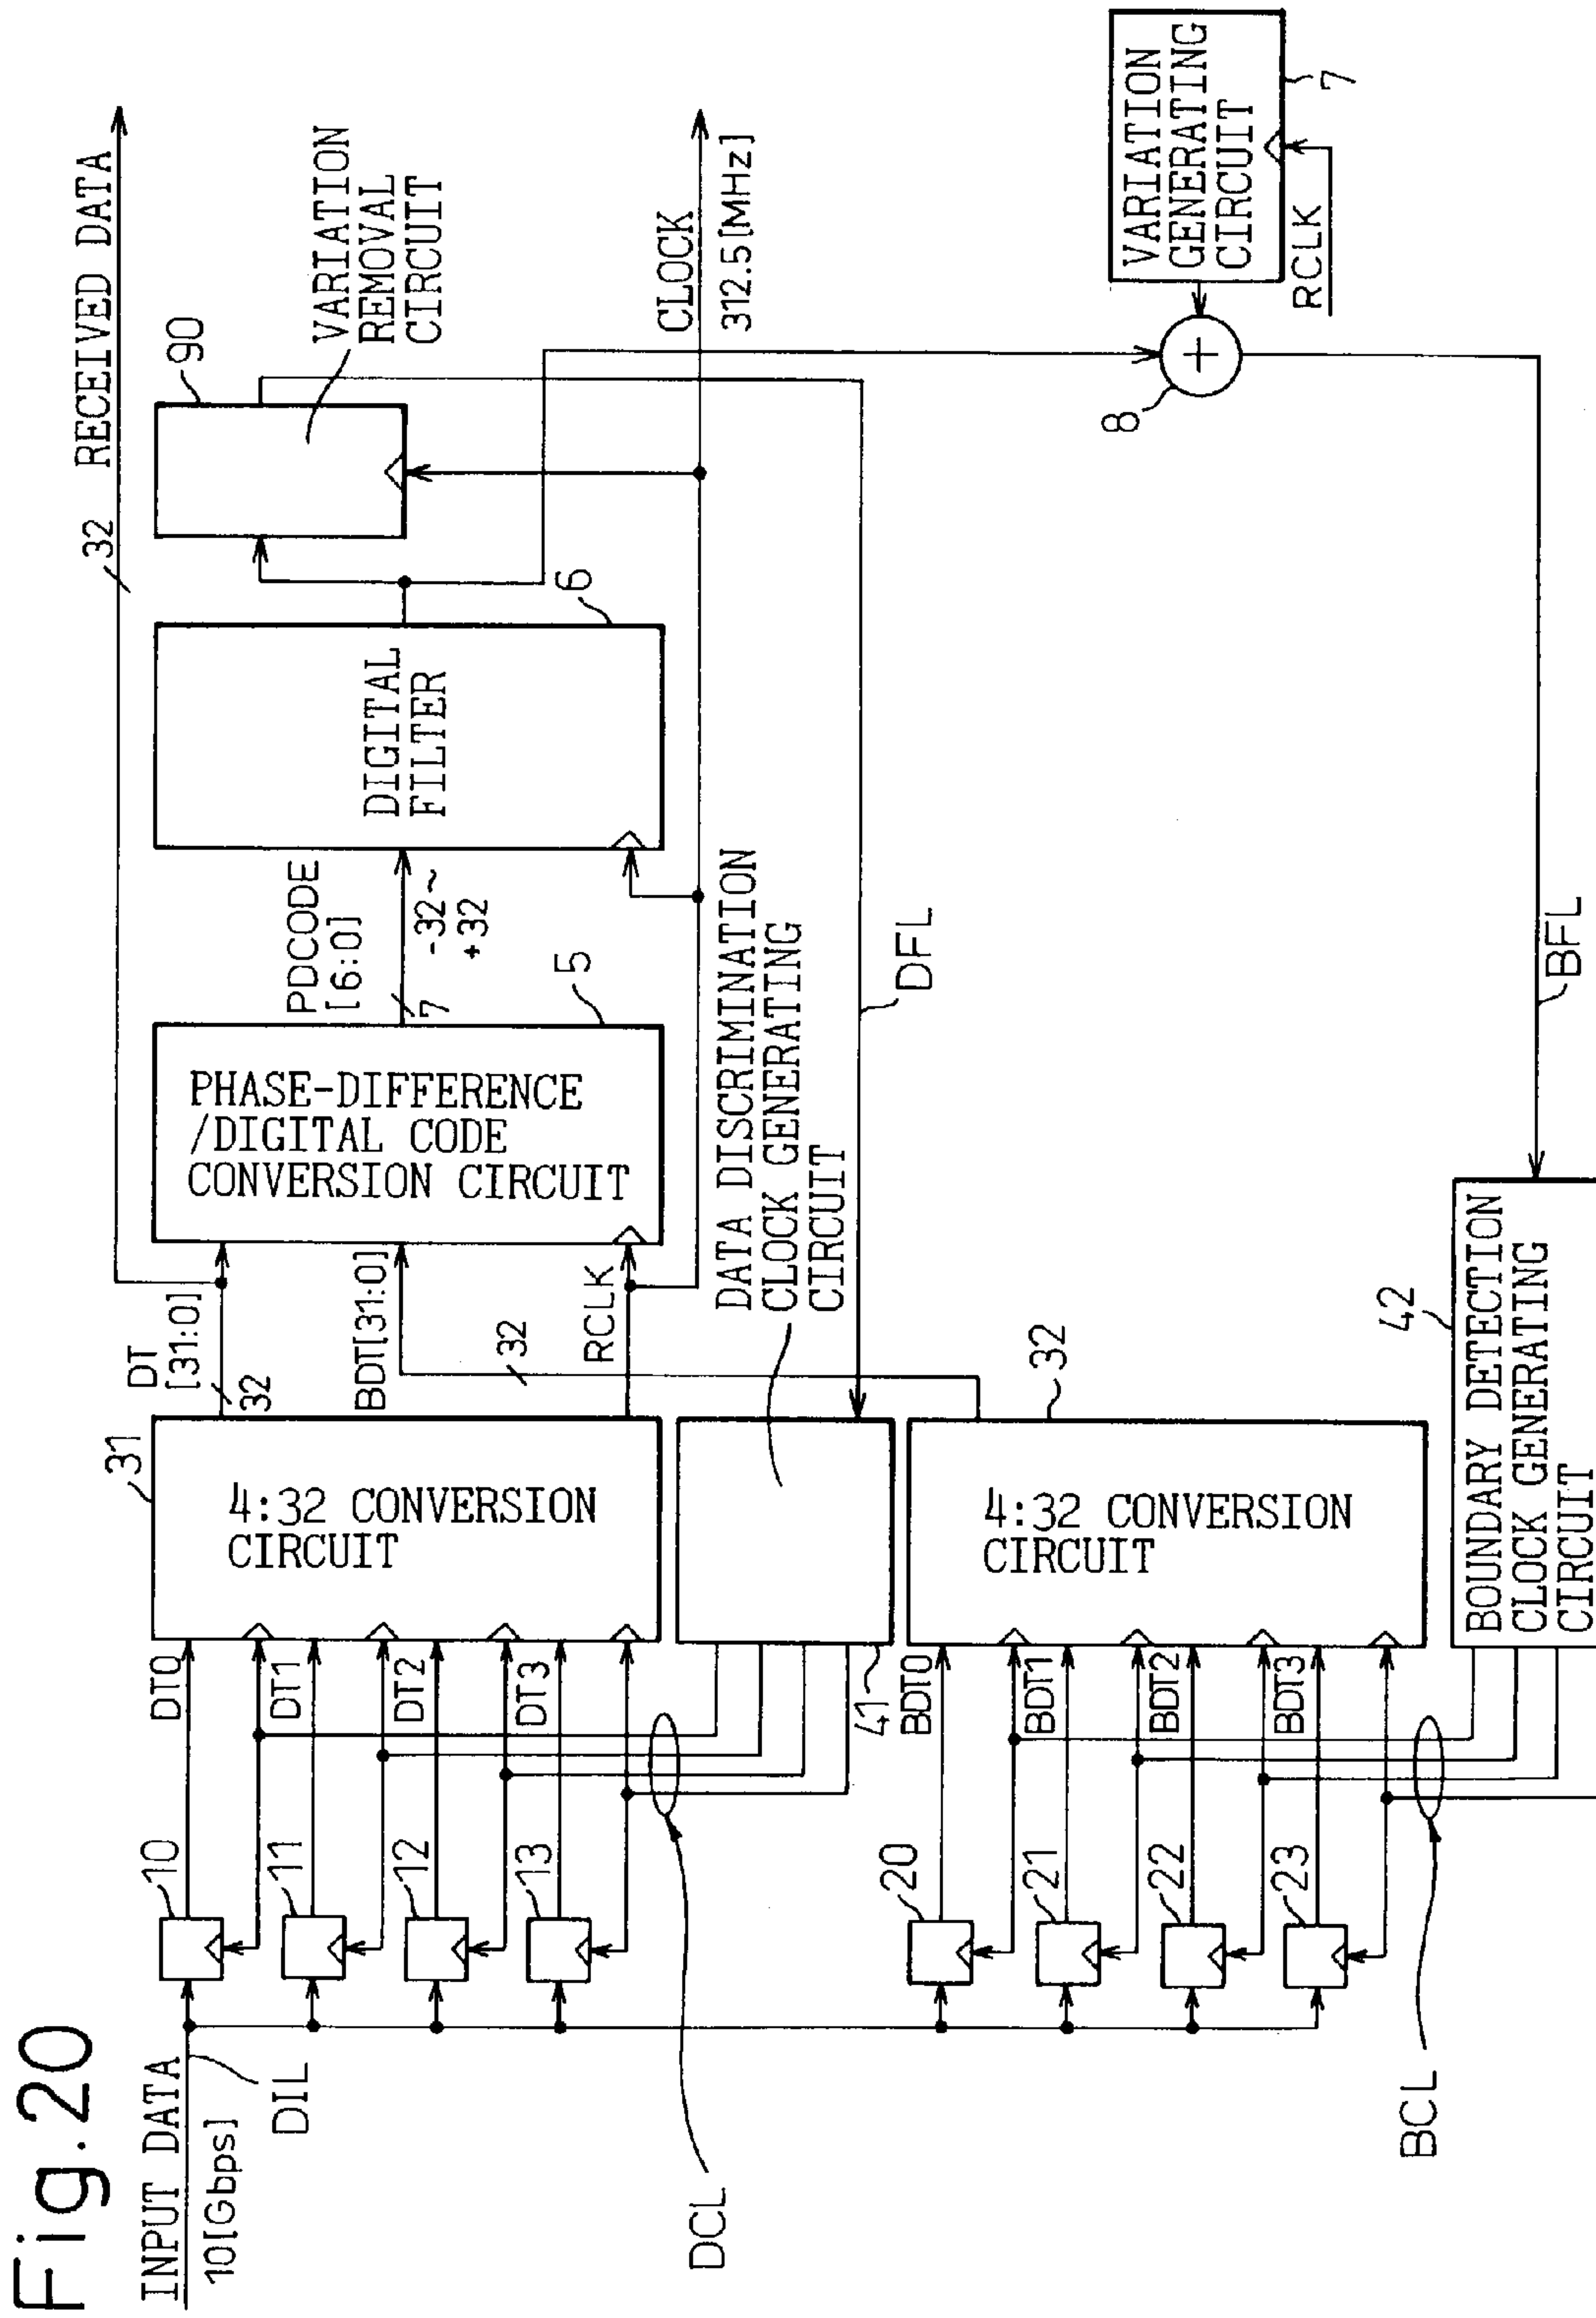 Fig.20
INPUT DATA
10[Gbps]
DIL
DCL
BCL
10
11
12
13
20
21
22
23
DT0
DT1
DT2
DT3
BDT0
BDT1
BDT2
BDT3
31
4:32 CONVERSION
CIRCUIT
41
DATA DISCRIMINATION
CLOCK GENERATING
CIRCUIT
32
4:32 CONVERSION
CIRCUIT
42
BOUNDARY DETECTION
CLOCK GENERATING
CIRCUIT
DT
[31:0]
32
BDT[31:0]
32
RCLK
PHASE-DIFFERENCE
/DIGITAL CODE
CONVERSION CIRCUIT
5
PDCODE
[6:0]
7
-32~
+32
DIGITAL
FILTER
6
DFL
BFL
32
RECEIVED DATA
90
VARIATION
REMOVAL
CIRCUIT
CLOCK
312.5[MHz]
8
+
VARIATION
GENERATING
CIRCUIT
7
RCLK